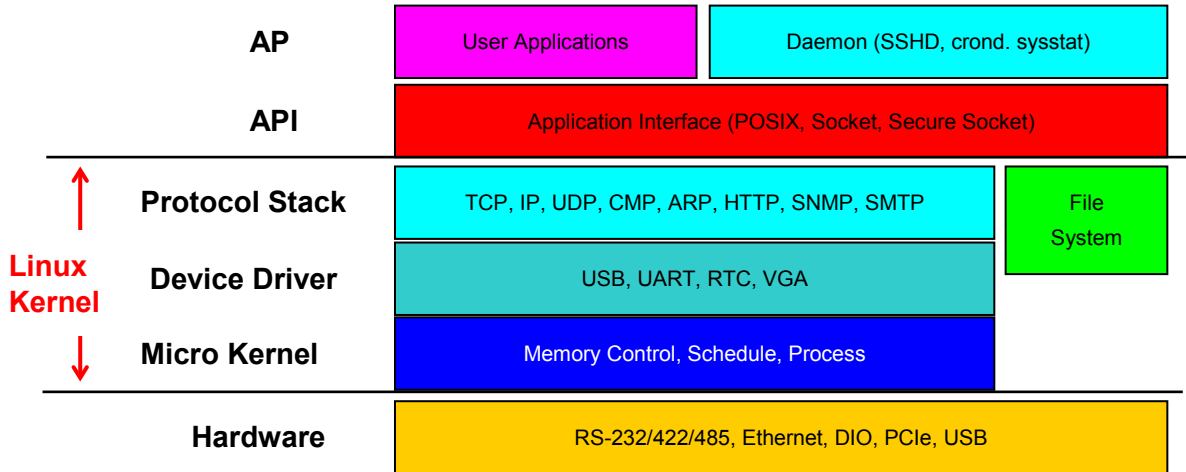 AP
User Applications
Daemon (SSHD, crond. sysstat)
API
Application Interface (POSIX, Socket, Secure Socket)
Protocol Stack
TCP, IP, UDP, CMP, ARP, HTTP, SNMP, SMTP
File
System
Linux
Kernel
Device Driver
USB, UART, RTC, VGA
Micro Kernel
Memory Control, Schedule, Process
Hardware
RS-232/422/485, Ethernet, DIO, PCIe, USB